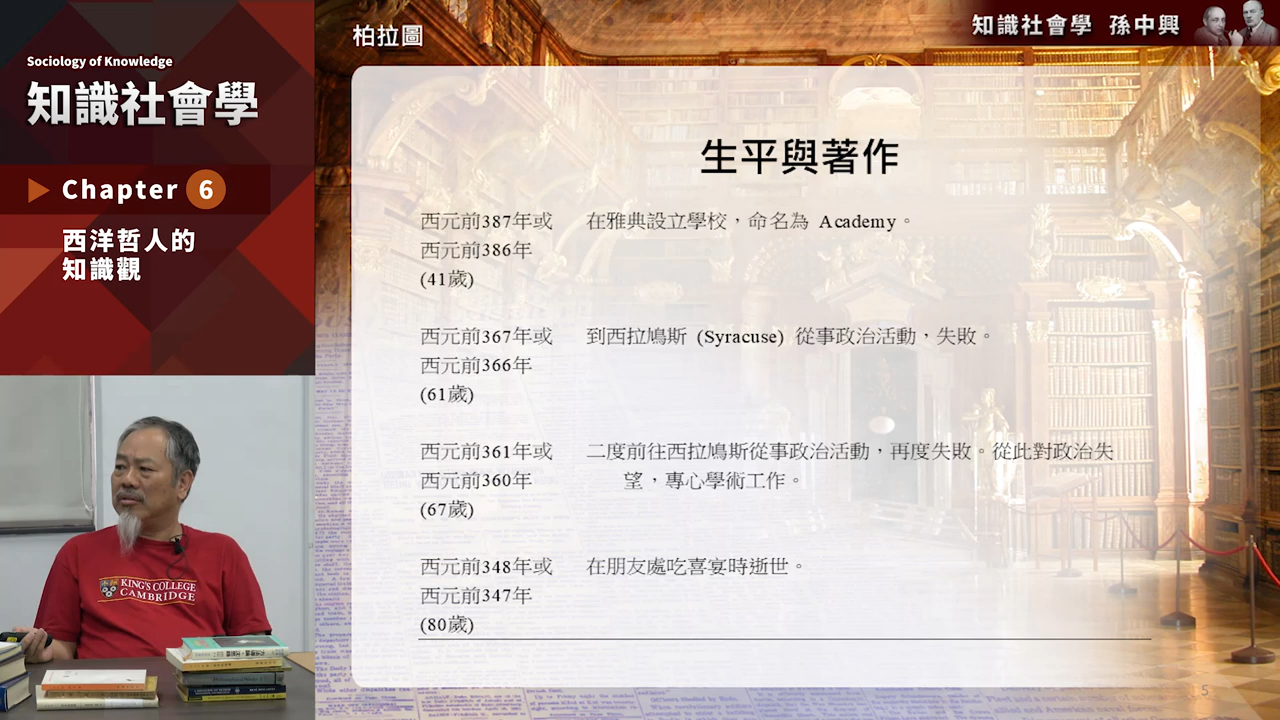 Sociology of Knowledge
知識社會學
Chapter 6
西洋哲人的
知識觀
柏拉圖
知識社會學 孫中興
生平與著作
西元前387年或 在雅典設立學校，命名為 Academy。
西元前386年
(41歲)
西元前367年或 到西拉鳩斯 (Syracuse) 從事政治活動，失敗。
西元前366年
(61歲)
西元前361年或 二度前往西拉鳩斯從事政治活動，再度失敗。從此對政治失
西元前360年 望，專心學術工作。
(67歲)
西元前348年或 在朋友處吃喜宴時逝世。
西元前347年
(80歲)
KING'S COLLEGE
CAMBRIDGE
5